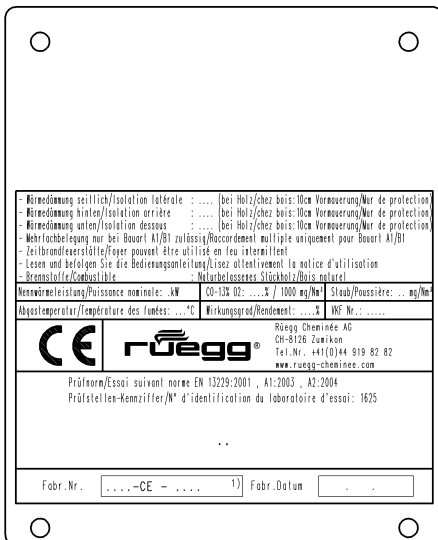 - Wärmedämmung seitlich/Isolation latérale : .... (bei Holz/chez bois:10cm Vormauerung/Mur de protection)
- Wärmedämmung hinten/Isolation arrière : .... (bei Holz/chez bois:10cm Vormauerung/Mur de protection)
- Wärmedämmung unten/Isolation dessous : .... (bei Holz/chez bois:10cm Vormauerung/Mur de protection)
- Mehrfachbelegung nur bei Bauart A1/B1 zulässig/Raccordement multiple uniquement pour Bauart A1/B1
- Zeitbrandfeuerstätte/Foyer pouvant être utilisé en feu intermittent
- Lesen und befolgen Sie die Bedienungsanleitung/Lisez attentivement la notice d'utilisation
- Brennstoffe/Combustible : Naturbelassenes Stückholz/Bois naturel
Nennwärmeleistung/Puissance nominale: .kW CO-13% O2: ....% / 1000 mg/Nm³ Staub/Poussière: .. mg/Nm³
Abgastemperatur/Température des fumées: ...°C Wirkungsgrad/Rendement: ....% VKF Nr.: .....
CE
rüegg®
Rüegg Cheminée AG
CH-8126 Zumikon
Tel.Nr. +41(0)44 919 82 82
www.ruegg-cheminee.com
Prüfnorm/Essai suivant norme EN 13229:2001 , A1:2003 , A2:2004
Prüfstellen-Kennziffer/N° d'identification du laboratoire d'essai: 1625
..
Fabr.Nr. ....-CE - .... 1) Fabr.Datum . .